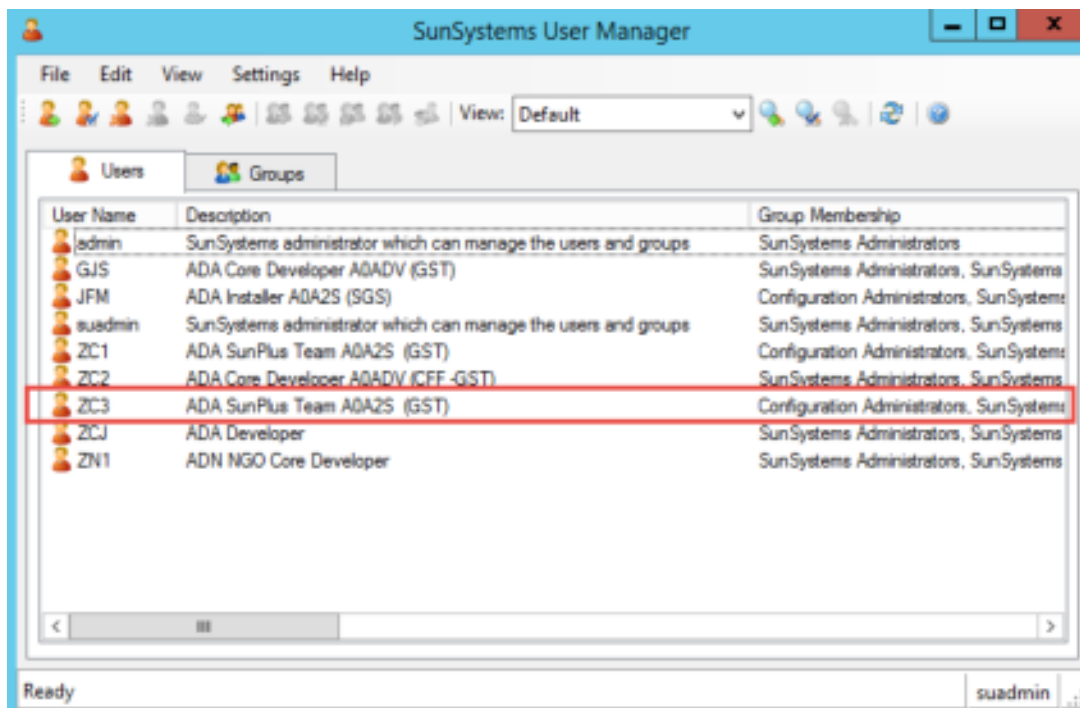 SunSystems User Manager
File Edit View Settings Help
View: Default
Users Groups
User Name Description Group Membership
admin SunSystems administrator which can manage the users and groups SunSystems Administrators
GJS ADA Core Developer A0ADV (GST) SunSystems Administrators, SunSystems
JFM ADA Installer A0A2S (SGS) Configuration Administrators, SunSystems
suadmin SunSystems administrator which can manage the users and groups SunSystems Administrators, SunSystems
ZC1 ADA SunPlus Team A0A2S (GST) Configuration Administrators, SunSystems
ZC2 ADA Core Developer A0ADV (CFF -GST) SunSystems Administrators, SunSystems
ZC3 ADA SunPlus Team A0A2S (GST) Configuration Administrators, SunSystems
ZCJ ADA Developer SunSystems Administrators, SunSystems
ZN1 ADN NGO Core Developer SunSystems Administrators, SunSystems
Ready suadmin